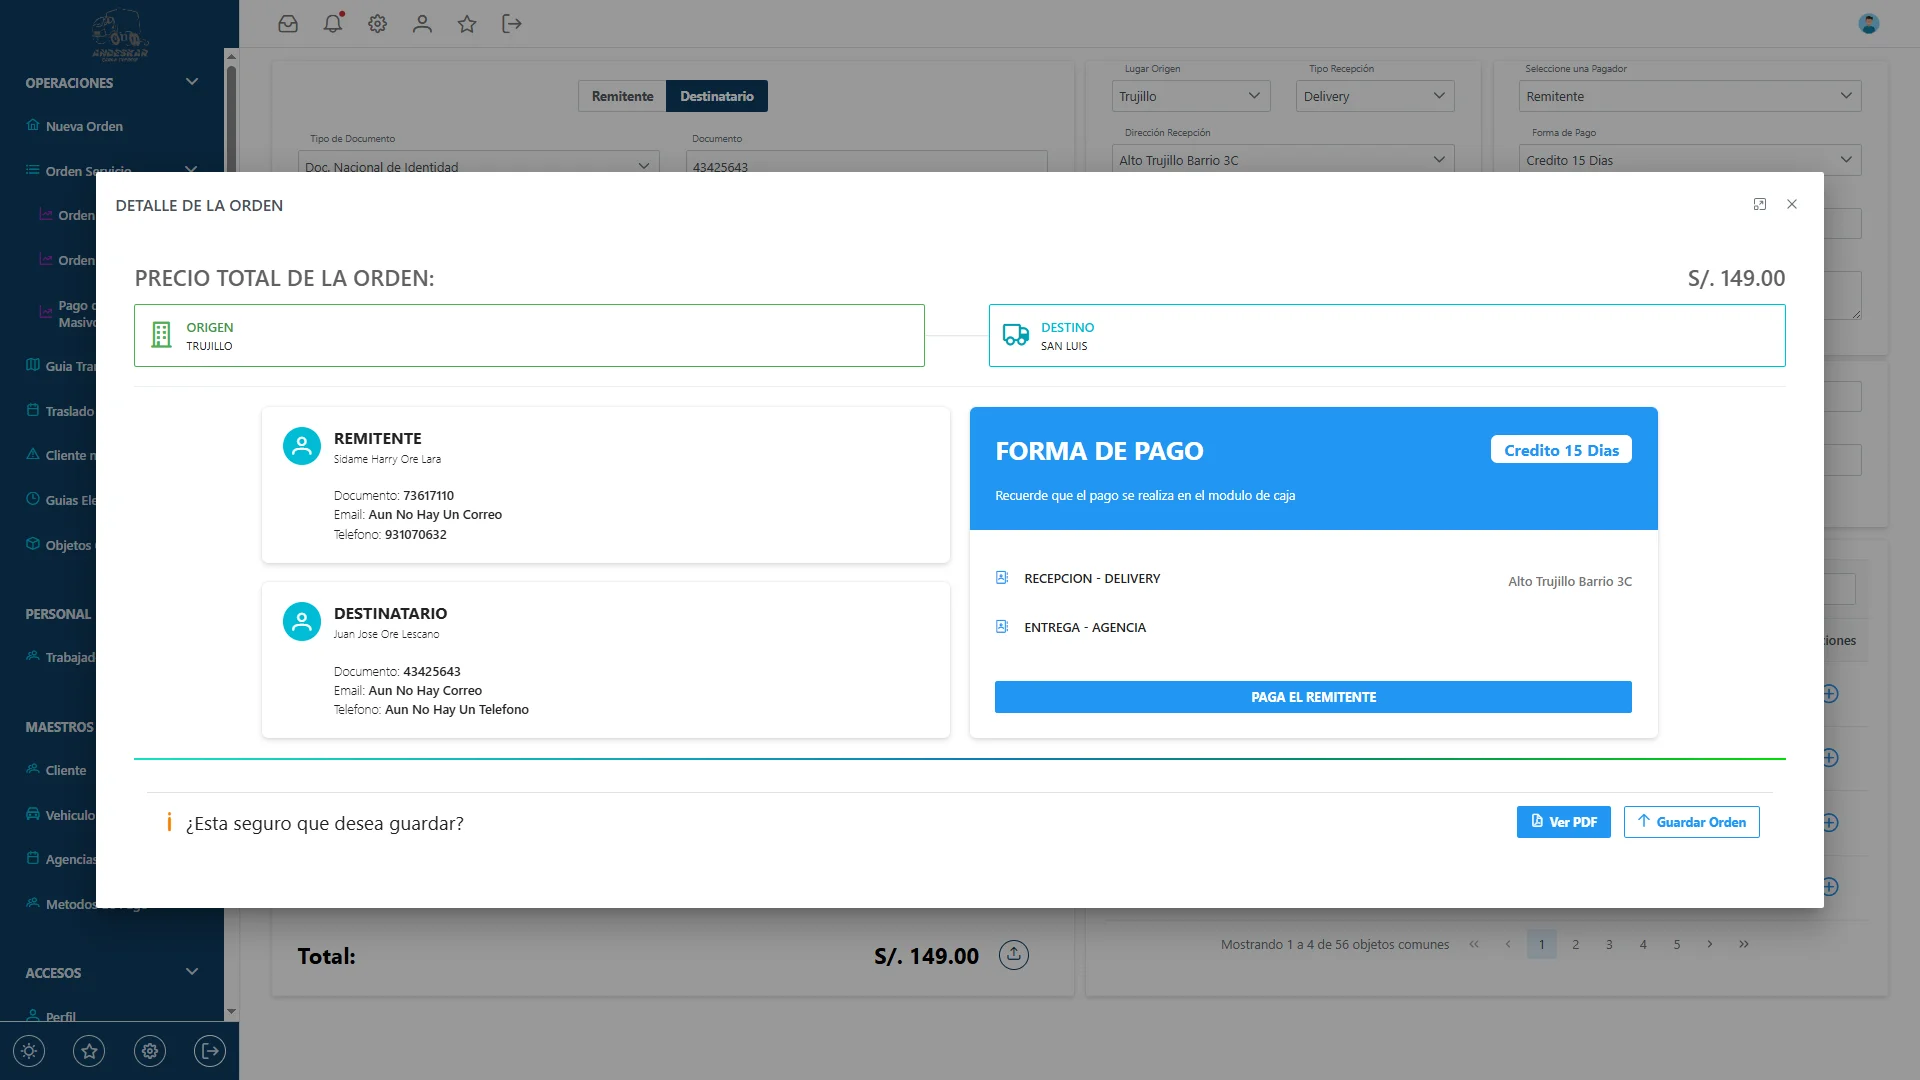 ANDESKAR
OPERACIONES
Nueva Orden
Orden Servicio
Orden
Orden
Pago
Masivo
Guia Tran
Traslado
Cliente n
Guias Ele
Objetos
PERSONAL
Trabajad
MAESTROS
Cliente
Vehiculo
Agencias
Metodos de Pago
ACCESOS
Perfil
Remitente
Destinatario
Tipo de Documento
Documento
Doc. Nacional de Identidad
43425643
Lugar Origen
Tipo Recepción
Trujillo
Delivery
Dirección Recepción
Alto Trujillo Barrio 3C
Seleccione una Pagador
Remitente
Forma de Pago
Credito 15 Dias
DETALLE DE LA ORDEN
PRECIO TOTAL DE LA ORDEN:
S/. 149.00
ORIGEN
TRUJILLO
DESTINO
SAN LUIS
REMITENTE
Sidame Harry Ore Lara
Documento: 73617110
Email: Aun No Hay Un Correo
Telefono: 931070632
DESTINATARIO
Juan Jose Ore Lescano
Documento: 43425643
Email: Aun No Hay Correo
Telefono: Aun No Hay Un Telefono
FORMA DE PAGO
Credito 15 Dias
Recuerde que el pago se realiza en el modulo de caja
RECEPCION - DELIVERY
Alto Trujillo Barrio 3C
ENTREGA - AGENCIA
PAGA EL REMITENTE
¿Esta seguro que desea guardar?
Ver PDF
Guardar Orden
ciones
Total:
S/. 149.00
Mostrando 1 a 4 de 56 objetos comunes
1 2 3 4 5